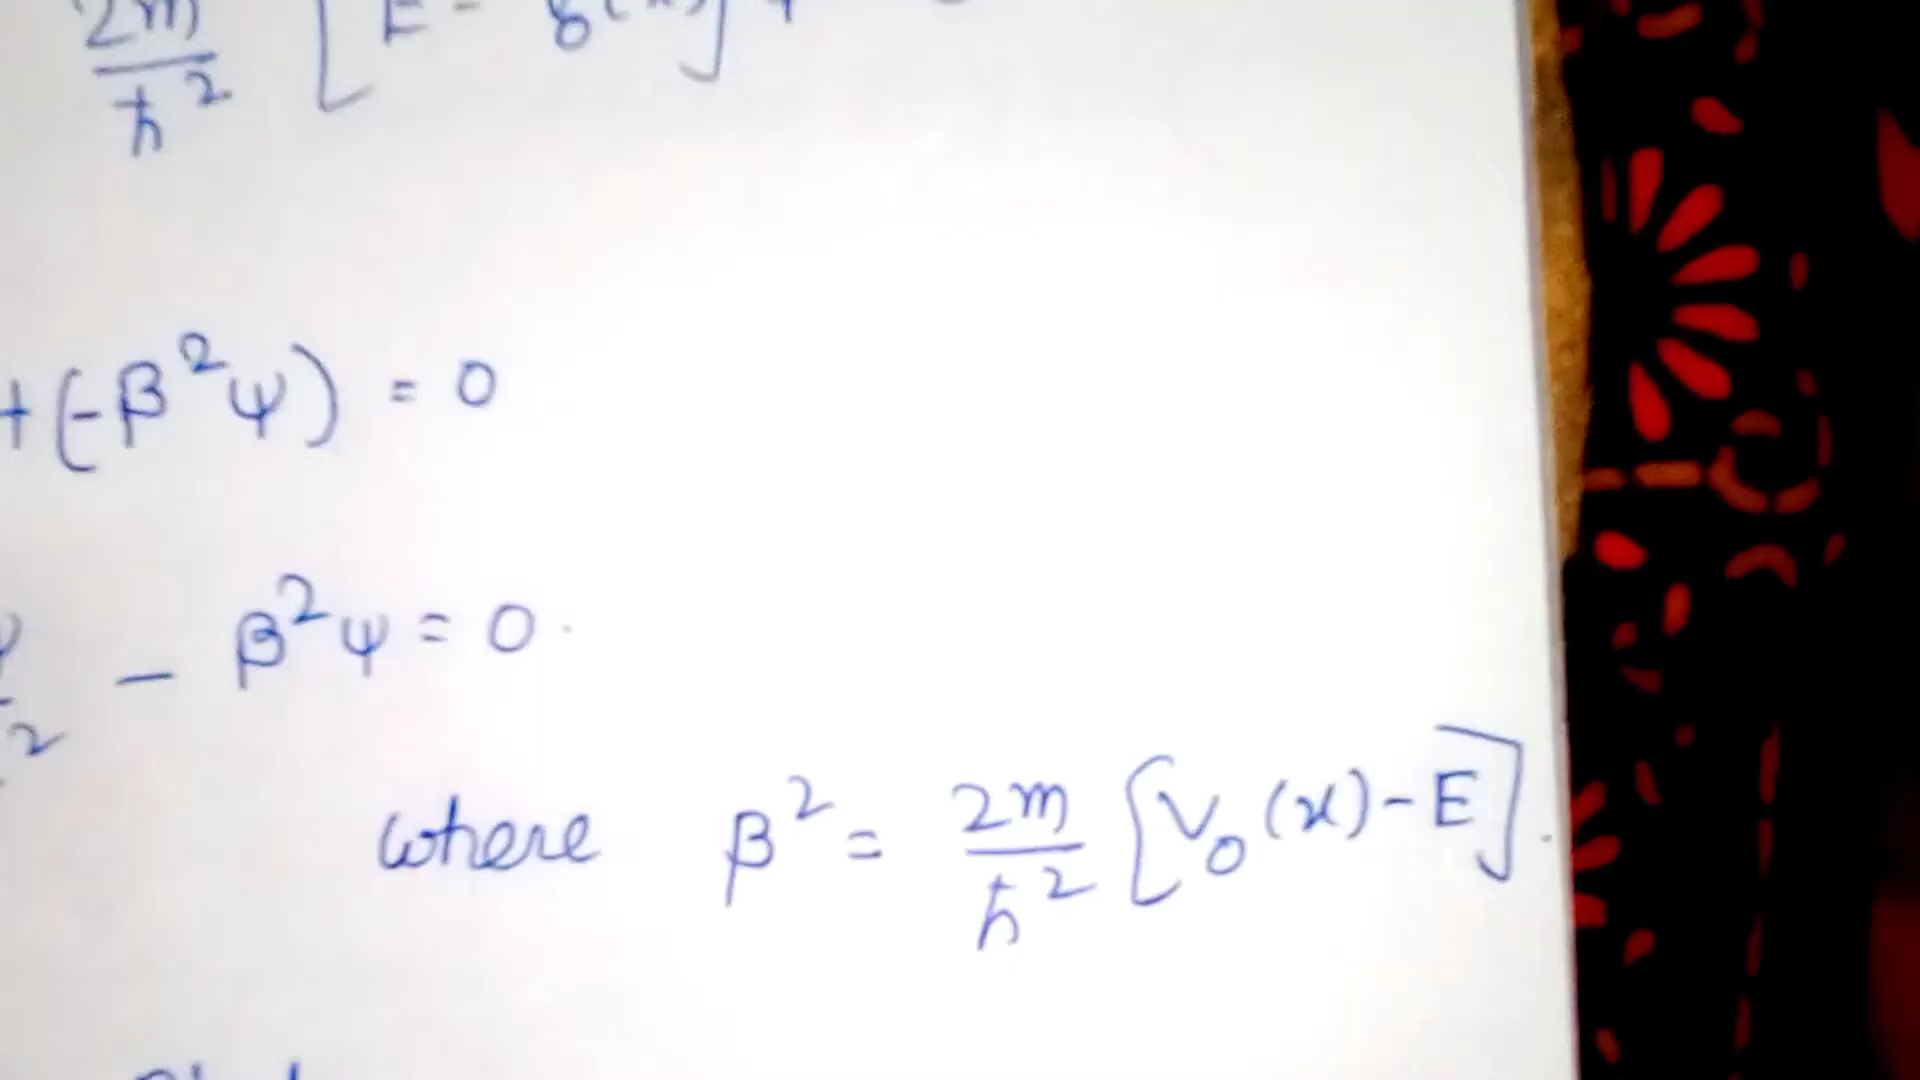 2m/ħ² [E -
+ (-β²ψ) = 0
- β²ψ = 0.
where β² = 2m/ħ² [V₀(x) - E].